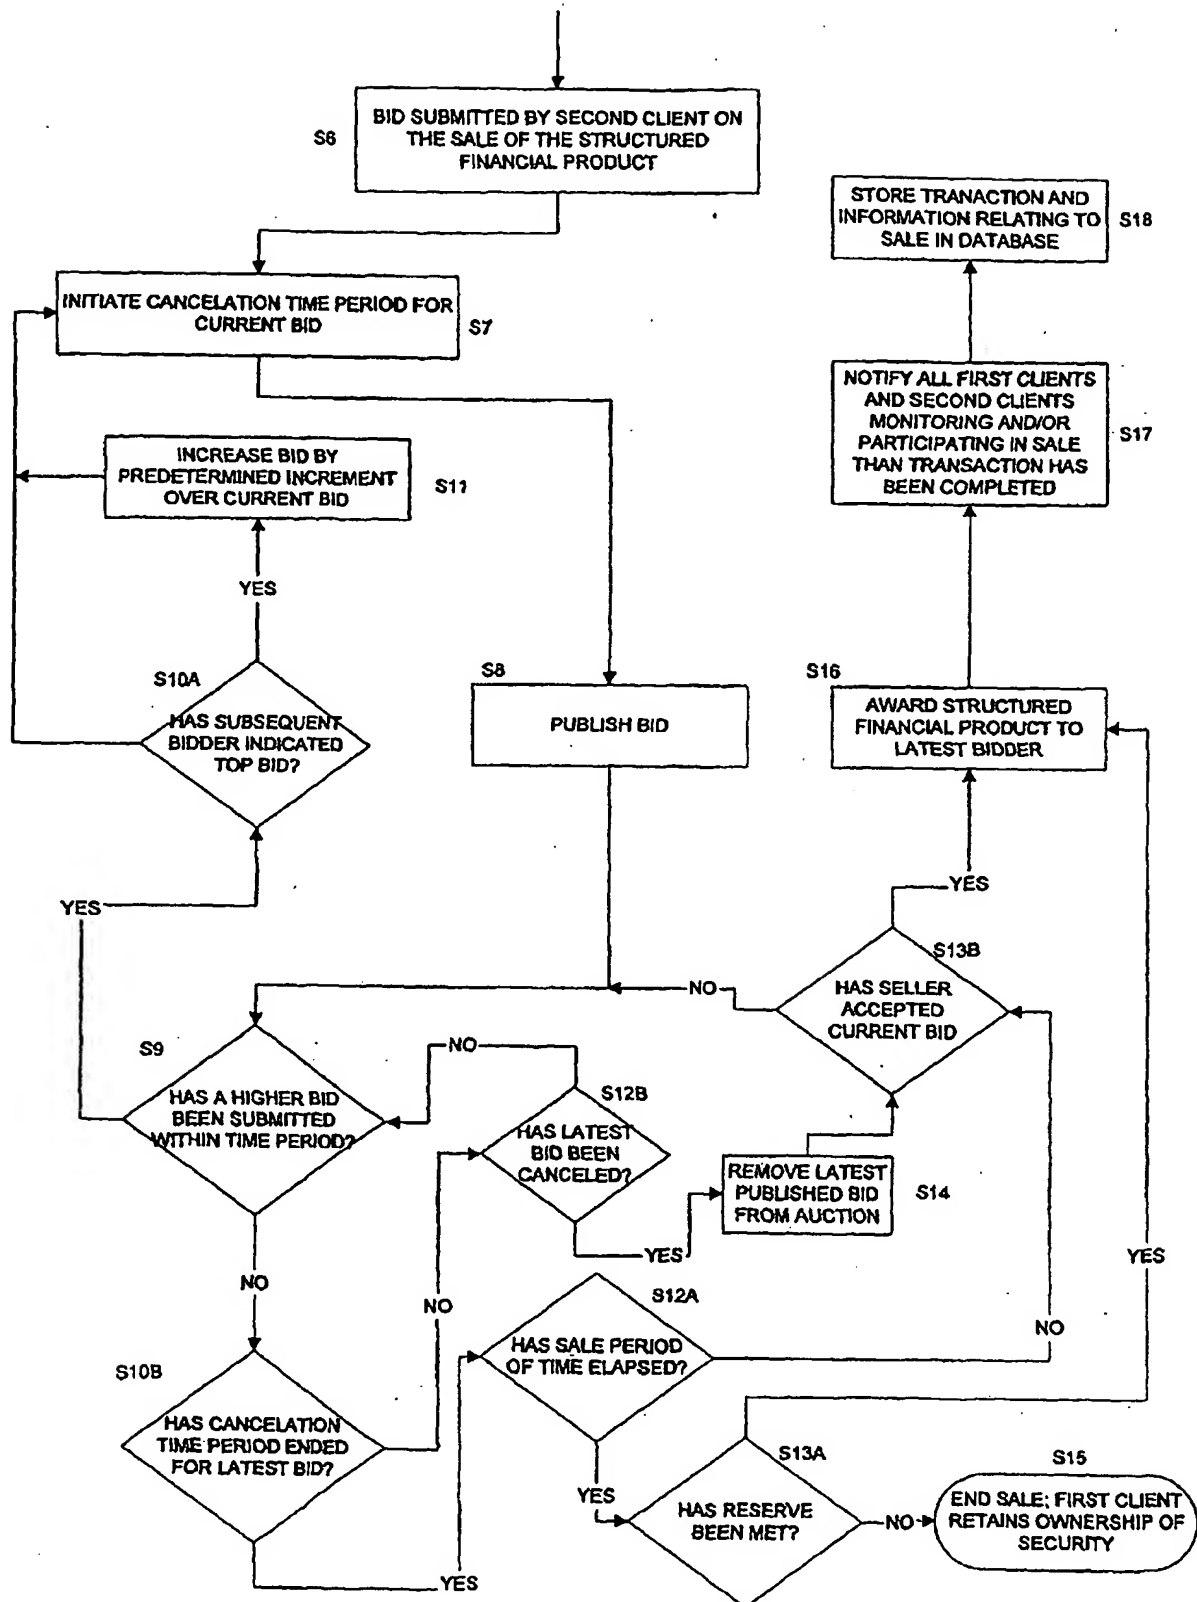 BID SUBMITTED BY SECOND CLIENT ON
THE SALE OF THE STRUCTURED
FINANCIAL PRODUCT
S6
STORE TRANACTION AND
INFORMATION RELATING TO
SALE IN DATABASE
S18
INITIATE CANCELATION TIME PERIOD FOR
CURRENT BID
S7
NOTIFY ALL FIRST CLIENTS
AND SECOND CLIENTS
MONITORING AND/OR
PARTICIPATING IN SALE
THAN TRANSACTION HAS
BEEN COMPLETED
S17
INCREASE BID BY
PREDETERMINED INCREMENT
OVER CURRENT BID
S11
YES
S10A
HAS SUBSEQUENT
BIDDER INDICATED
TOP BID?
S8
PUBLISH BID
S16
AWARD STRUCTURED
FINANCIAL PRODUCT TO
LATEST BIDDER
YES
YES
S13B
HAS SELLER
ACCEPTED
CURRENT BID
NO
S9
HAS A HIGHER BID
BEEN SUBMITTED
WITHIN TIME PERIOD?
NO
S12B
HAS LATEST
BID BEEN
CANCELED?
REMOVE LATEST
PUBLISHED BID
FROM AUCTION
S14
YES
YES
NO
NO
S12A
HAS SALE PERIOD
OF TIME ELAPSED?
NO
S10B
HAS CANCELATION
TIME PERIOD ENDED
FOR LATEST BID?
YES
YES
S13A
HAS RESERVE
BEEN MET?
NO
S15
END SALE; FIRST CLIENT
RETAINS OWNERSHIP OF
SECURITY